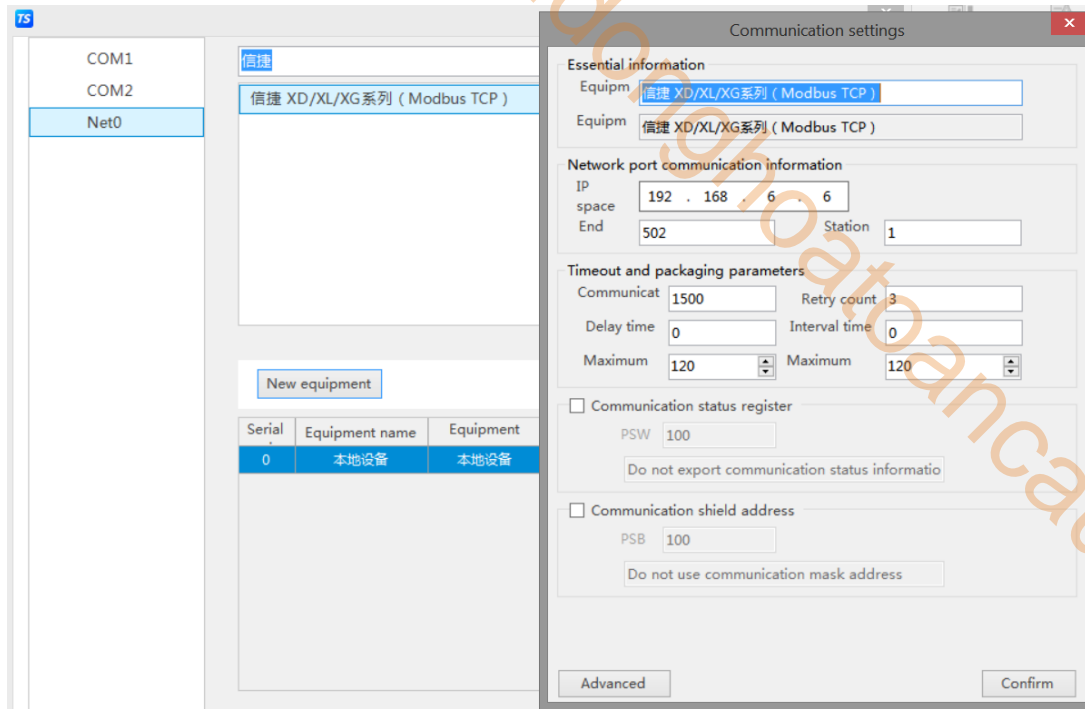 TS
COM1
COM2
Net0
信捷
信捷 XD/XL/XG系列（Modbus TCP）
New equipment
Serial
Equipment name
Equipment
0
本地设备
本地设备
Communication settings
Essential information
Equipm 信捷 XD/XL/XG系列（Modbus TCP）
Equipm 信捷 XD/XL/XG系列（Modbus TCP）
Network port communication information
IP space 192 . 168 . 6 . 6
End 502 Station 1
Timeout and packaging parameters
Communicat 1500 Retry count 3
Delay time 0 Interval time 0
Maximum 120 Maximum 120
Communication status register
PSW 100
Do not export communication status informatio
Communication shield address
PSB 100
Do not use communication mask address
Advanced Confirm
donghoatoancau